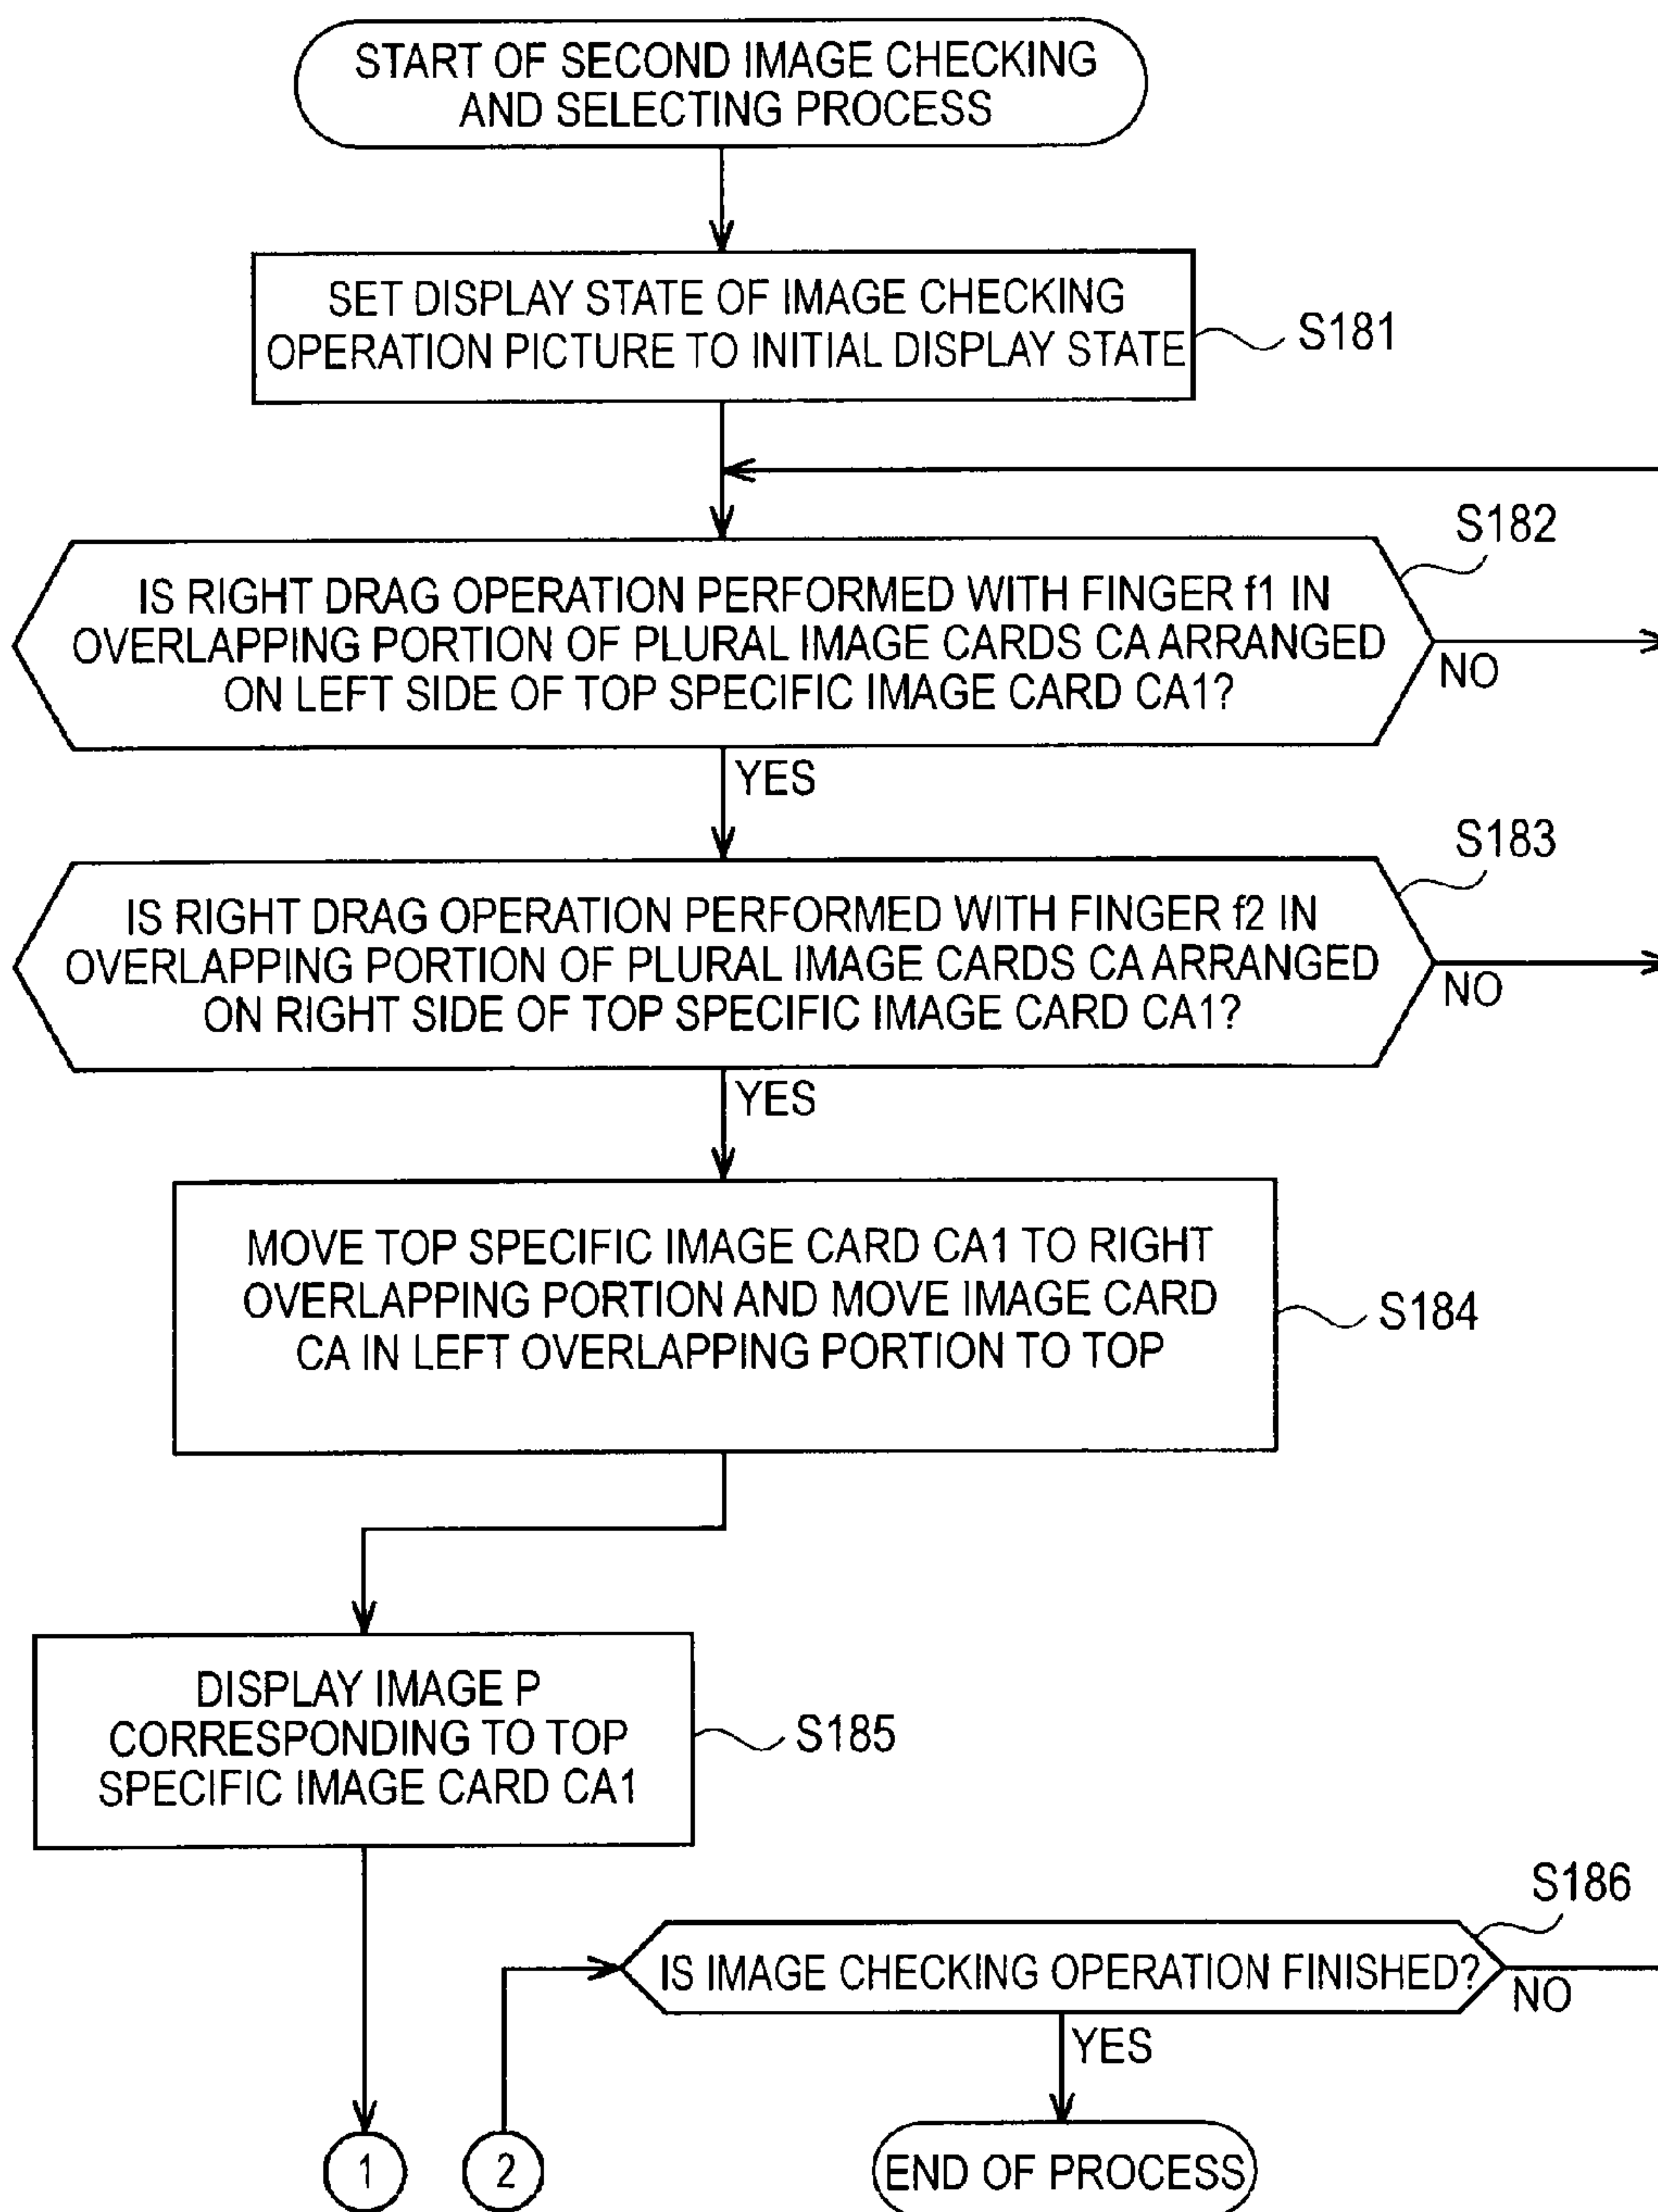 START OF SECOND IMAGE CHECKING
AND SELECTING PROCESS
SET DISPLAY STATE OF IMAGE CHECKING
OPERATION PICTURE TO INITIAL DISPLAY STATE
S181
S182
IS RIGHT DRAG OPERATION PERFORMED WITH FINGER f1 IN
OVERLAPPING PORTION OF PLURAL IMAGE CARDS CA ARRANGED
ON LEFT SIDE OF TOP SPECIFIC IMAGE CARD CA1?
NO
YES
S183
IS RIGHT DRAG OPERATION PERFORMED WITH FINGER f2 IN
OVERLAPPING PORTION OF PLURAL IMAGE CARDS CA ARRANGED
ON RIGHT SIDE OF TOP SPECIFIC IMAGE CARD CA1?
NO
YES
MOVE TOP SPECIFIC IMAGE CARD CA1 TO RIGHT
OVERLAPPING PORTION AND MOVE IMAGE CARD
CA IN LEFT OVERLAPPING PORTION TO TOP
S184
DISPLAY IMAGE P
CORRESPONDING TO TOP
SPECIFIC IMAGE CARD CA1
S185
S186
IS IMAGE CHECKING OPERATION FINISHED?
NO
YES
1
2
END OF PROCESS